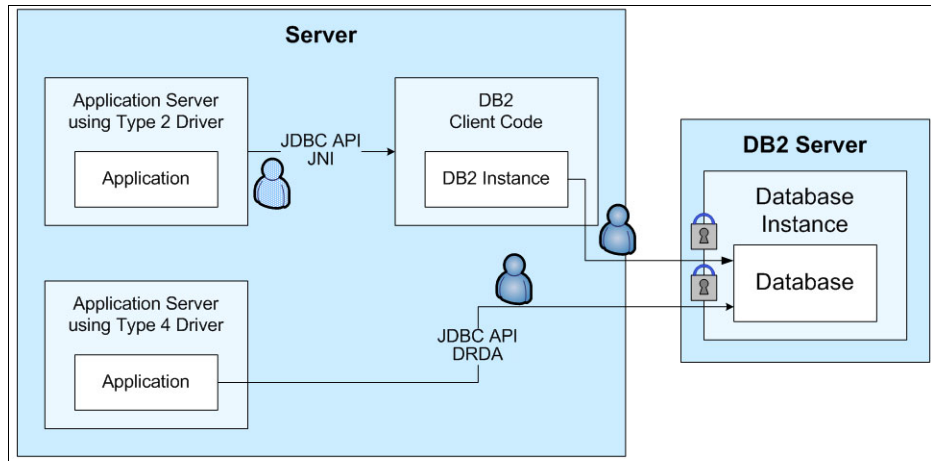 Server
Application Server
using Type 2 Driver
Application
JDBC API
JNI
DB2
Client Code
DB2 Instance
DB2 Server
Database
Instance
Database
Application Server
using Type 4 Driver
Application
JDBC API
DRDA